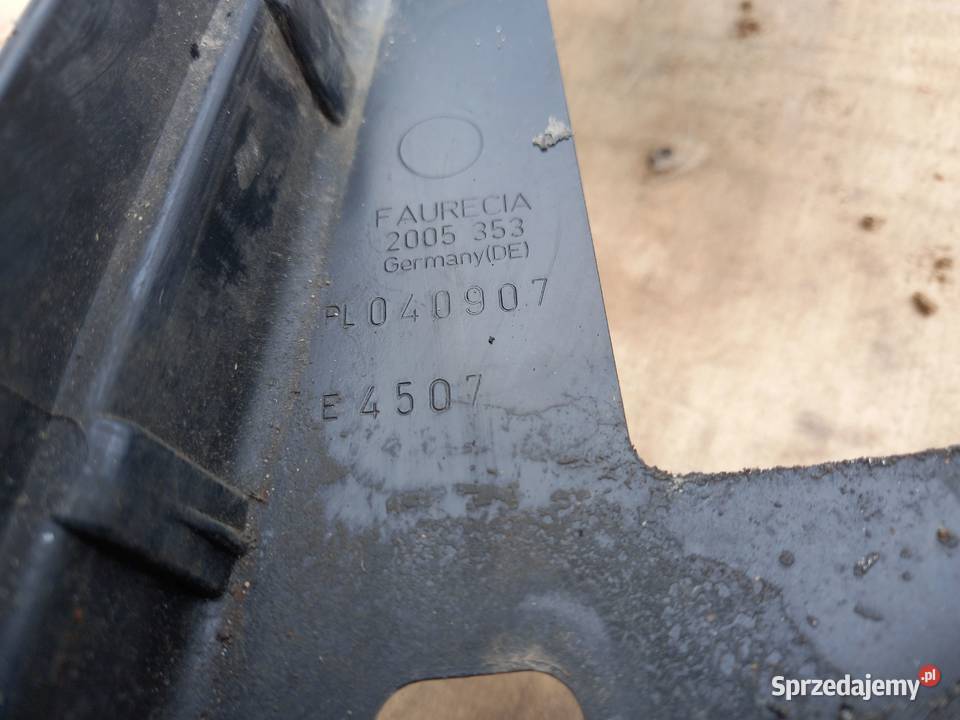 FAURECIA
2005 353
Germany(DE)
PL040907
E4507
Sprzedajemy.pl